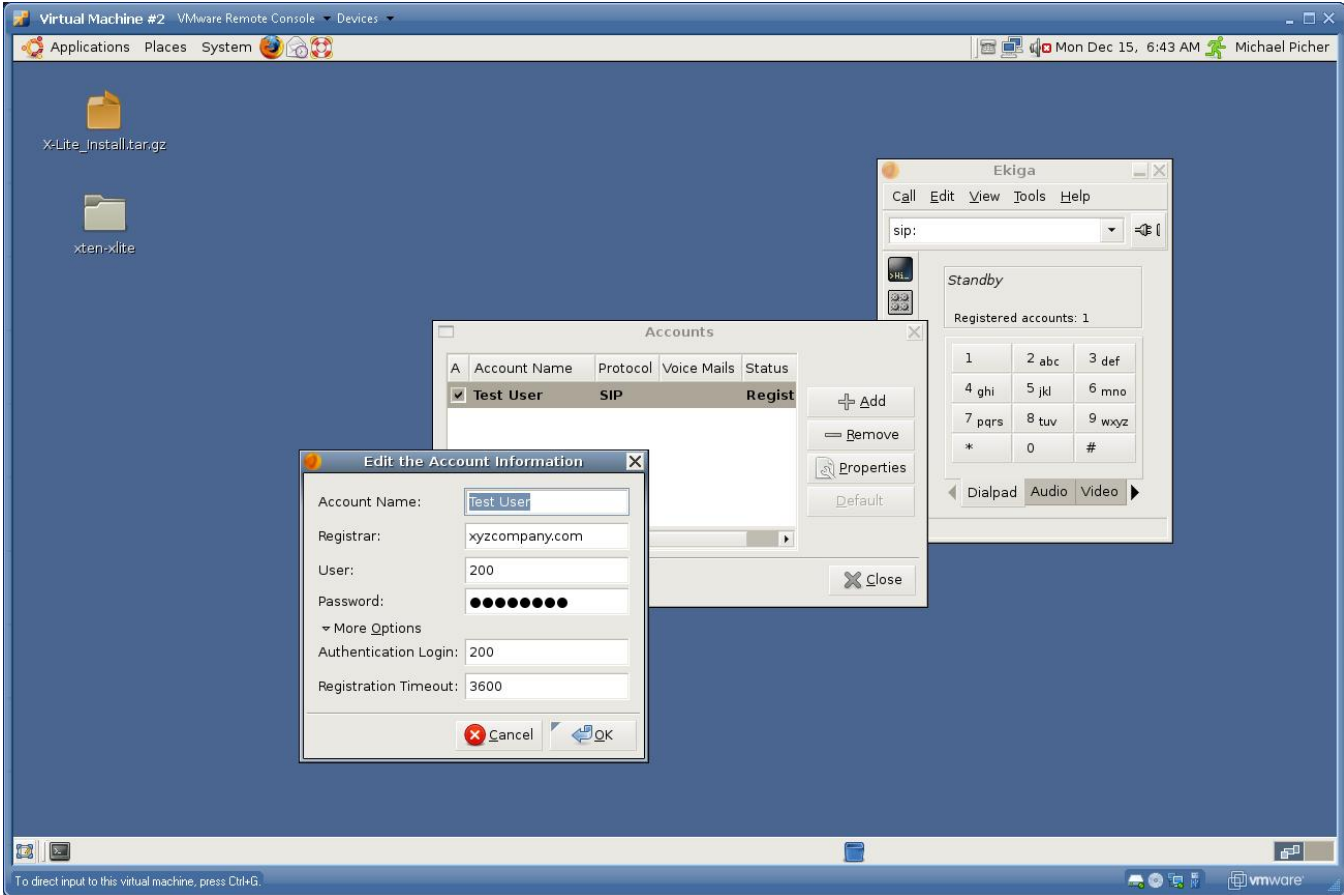 Virtual Machine #2 VMware Remote Console Devices
Applications Places System Mon Dec 15, 6:43 AM Michael Picher
X-Lite_Install.tar.gz
xten-xlite
Ekiga
Call Edit View Tools Help
sip:
Standby
Registered accounts: 1
1 2 abc 3 def
4 ghi 5 jkl 6 mno
7 pqrs 8 tuv 9 wxyz
* 0 #
Dialpad Audio Video
Accounts
A Account Name Protocol Voice Mails Status
Test User SIP Regist
Add
Remove
Properties
Default
Close
Edit the Account Information
Account Name: Test User
Registrar: xyzcompany.com
User: 200
Password: ●●●●●●●●
More Options
Authentication Login: 200
Registration Timeout: 3600
Cancel OK
To direct input to this virtual machine, press Ctrl+G.
vmware